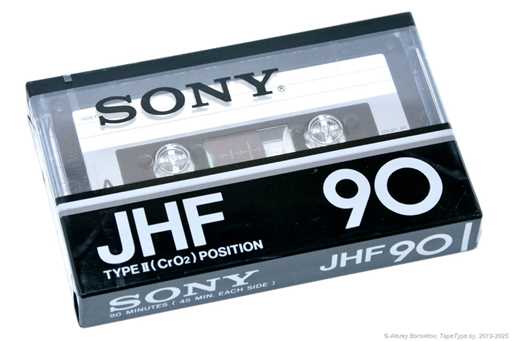 SONY®
A
JHF 90
TYPE II (CrO2) POSITION
SONY JHF 90
90 MINUTES ( 45 MIN. EACH SIDE )